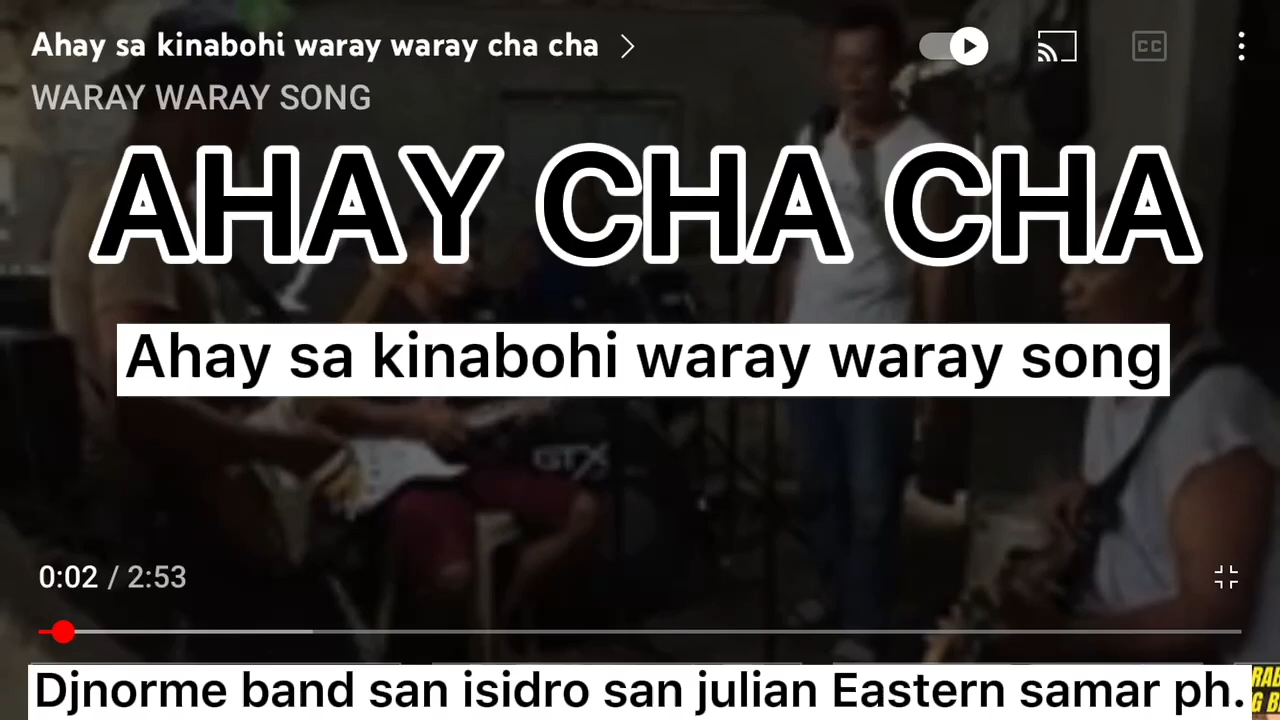 Ahay sa kinabohi waray waray cha cha
WARAY WARAY SONG
AHAY CHA CHA
Ahay sa kinabohi waray waray song
GTX
0:02 / 2:53
Djnorme band san isidro san julian Eastern samar ph.